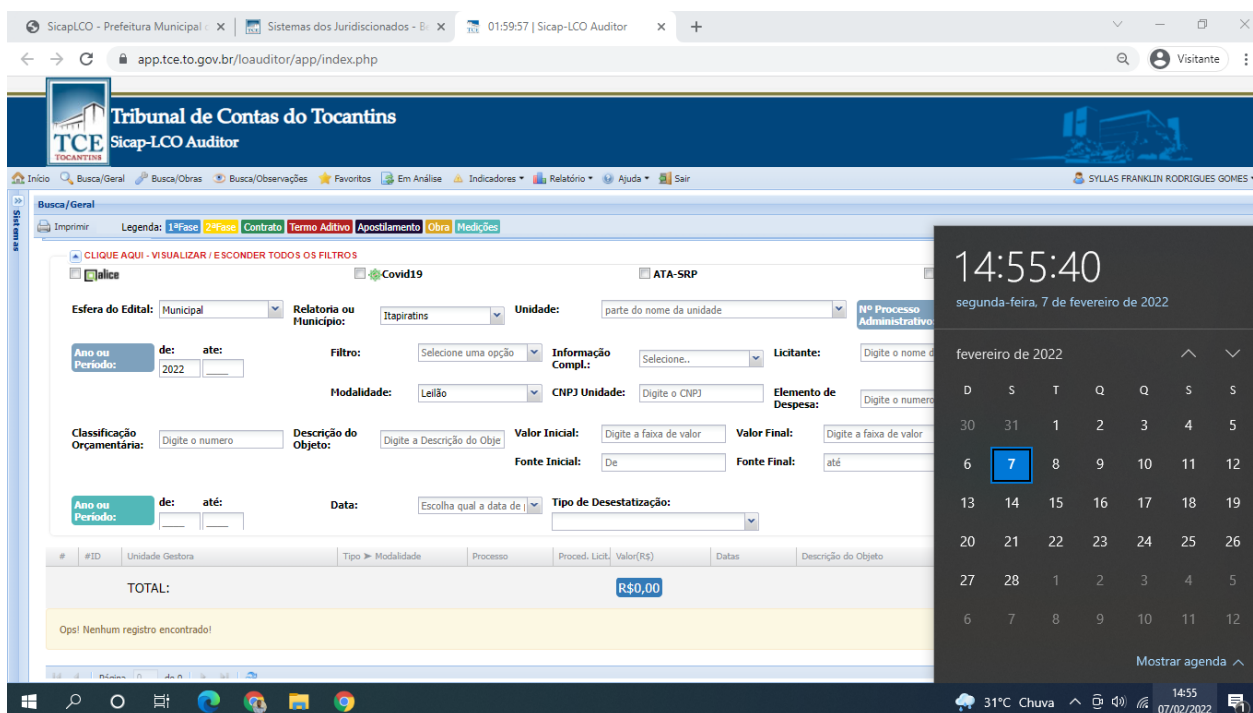 SicapLCO - Prefeitura Municipal
Sistemas dos Juridiscionados - Be
01:59:57 | Sicap-LCO Auditor
app.tce.to.gov.br/loauditor/app/index.php
Visitante
TCE
TOCANTINS
Tribunal de Contas do Tocantins
Sicap-LCO Auditor
Início Busca/Geral Busca/Obras Busca/Observações Favoritos Em Análise Indicadores Relatório Ajuda Sair SYLLAS FRANKLIN RODRIGUES GOMES
Sistemas
Busca/Geral
Imprimir Legenda: 1ªFase 2ªFase Contrato Termo Aditivo Apostilamento Obra Medições
CLIQUE AQUI - VISUALIZAR / ESCONDER TODOS OS FILTROS
alice Covid19 ATA-SRP
Esfera do Edital: Municipal Relatoria ou Município: Itapiratins Unidade: parte do nome da unidade Nº Processo Administrativo:
Ano ou Período: de: 2022 ate: ____ Filtro: Selecione uma opção Informação Compl.: Selecione.. Licitante: Digite o nome d
Modalidade: Leilão CNPJ Unidade: Digite o CNPJ Elemento de Despesa: Digite o numero
Classificação Orçamentária: Digite o numero Descrição do Objeto: Digite a Descrição do Obje Valor Inicial: Digite a faixa de valor Valor Final: Digite a faixa de valor
Fonte Inicial: De Fonte Final: até
Ano ou Período: de: ____ até: ____ Data: Escolha qual a data de Tipo de Desestatização:
# #ID Unidade Gestora Tipo ➤ Modalidade Processo Proced. Licit. Valor(R$) Datas Descrição do Objeto
TOTAL: R$0,00
Ops! Nenhum registro encontrado!
Página 0 de 0
14:55:40
segunda-feira, 7 de fevereiro de 2022
fevereiro de 2022
D S T Q Q S S
30 31 1 2 3 4 5
6 7 8 9 10 11 12
13 14 15 16 17 18 19
20 21 22 23 24 25 26
27 28 1 2 3 4 5
6 7 8 9 10 11 12
Mostrar agenda
31°C Chuva
14:55
07/02/2022
1